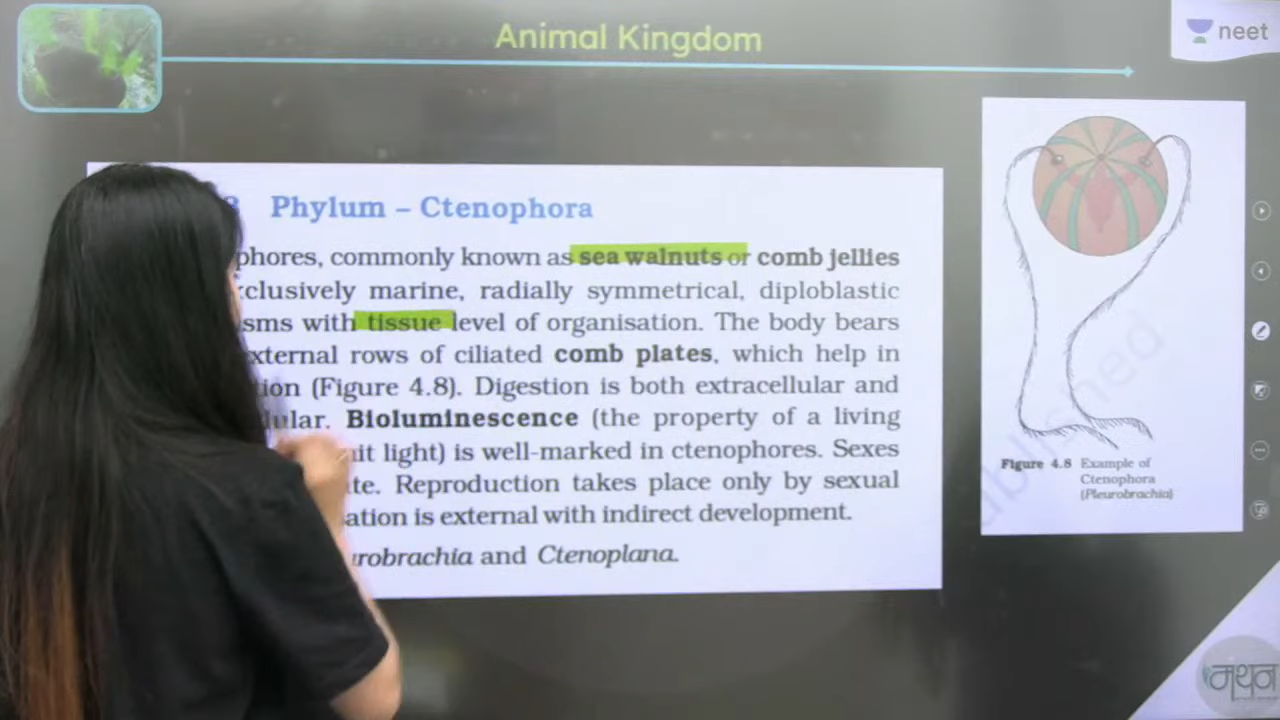 Animal Kingdom
neet
Phylum – Ctenophora
phores, commonly known as sea walnuts or comb jellies
clusively marine, radially symmetrical, diploblastic
sms with tissue level of organisation. The body bears
xternal rows of ciliated comb plates, which help in
tion (Figure 4.8). Digestion is both extracellular and
lular. Bioluminescence (the property of a living
it light) is well-marked in ctenophores. Sexes
te. Reproduction takes place only by sexual
ation is external with indirect development.
robrachia and Ctenoplana.
Figure 4.8 Example of
Ctenophora
(Pleurobrachia)
ublished
मंथन